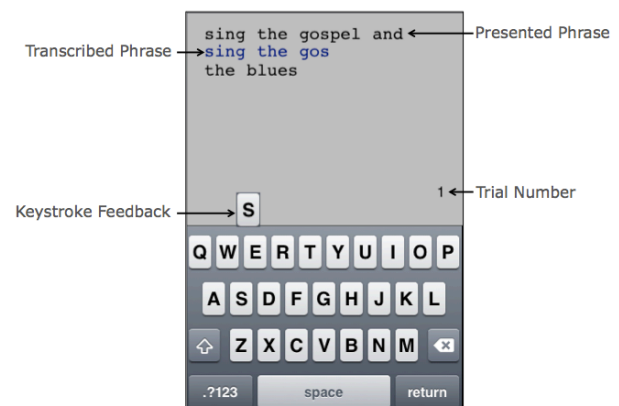 sing the gospel and
Presented Phrase
Transcribed Phrase
sing the gos
the blues
1
Trial Number
Keystroke Feedback
S
Q W E R T Y U I O P
A S D F G H J K L
Z X C V B N M
.?123 space return